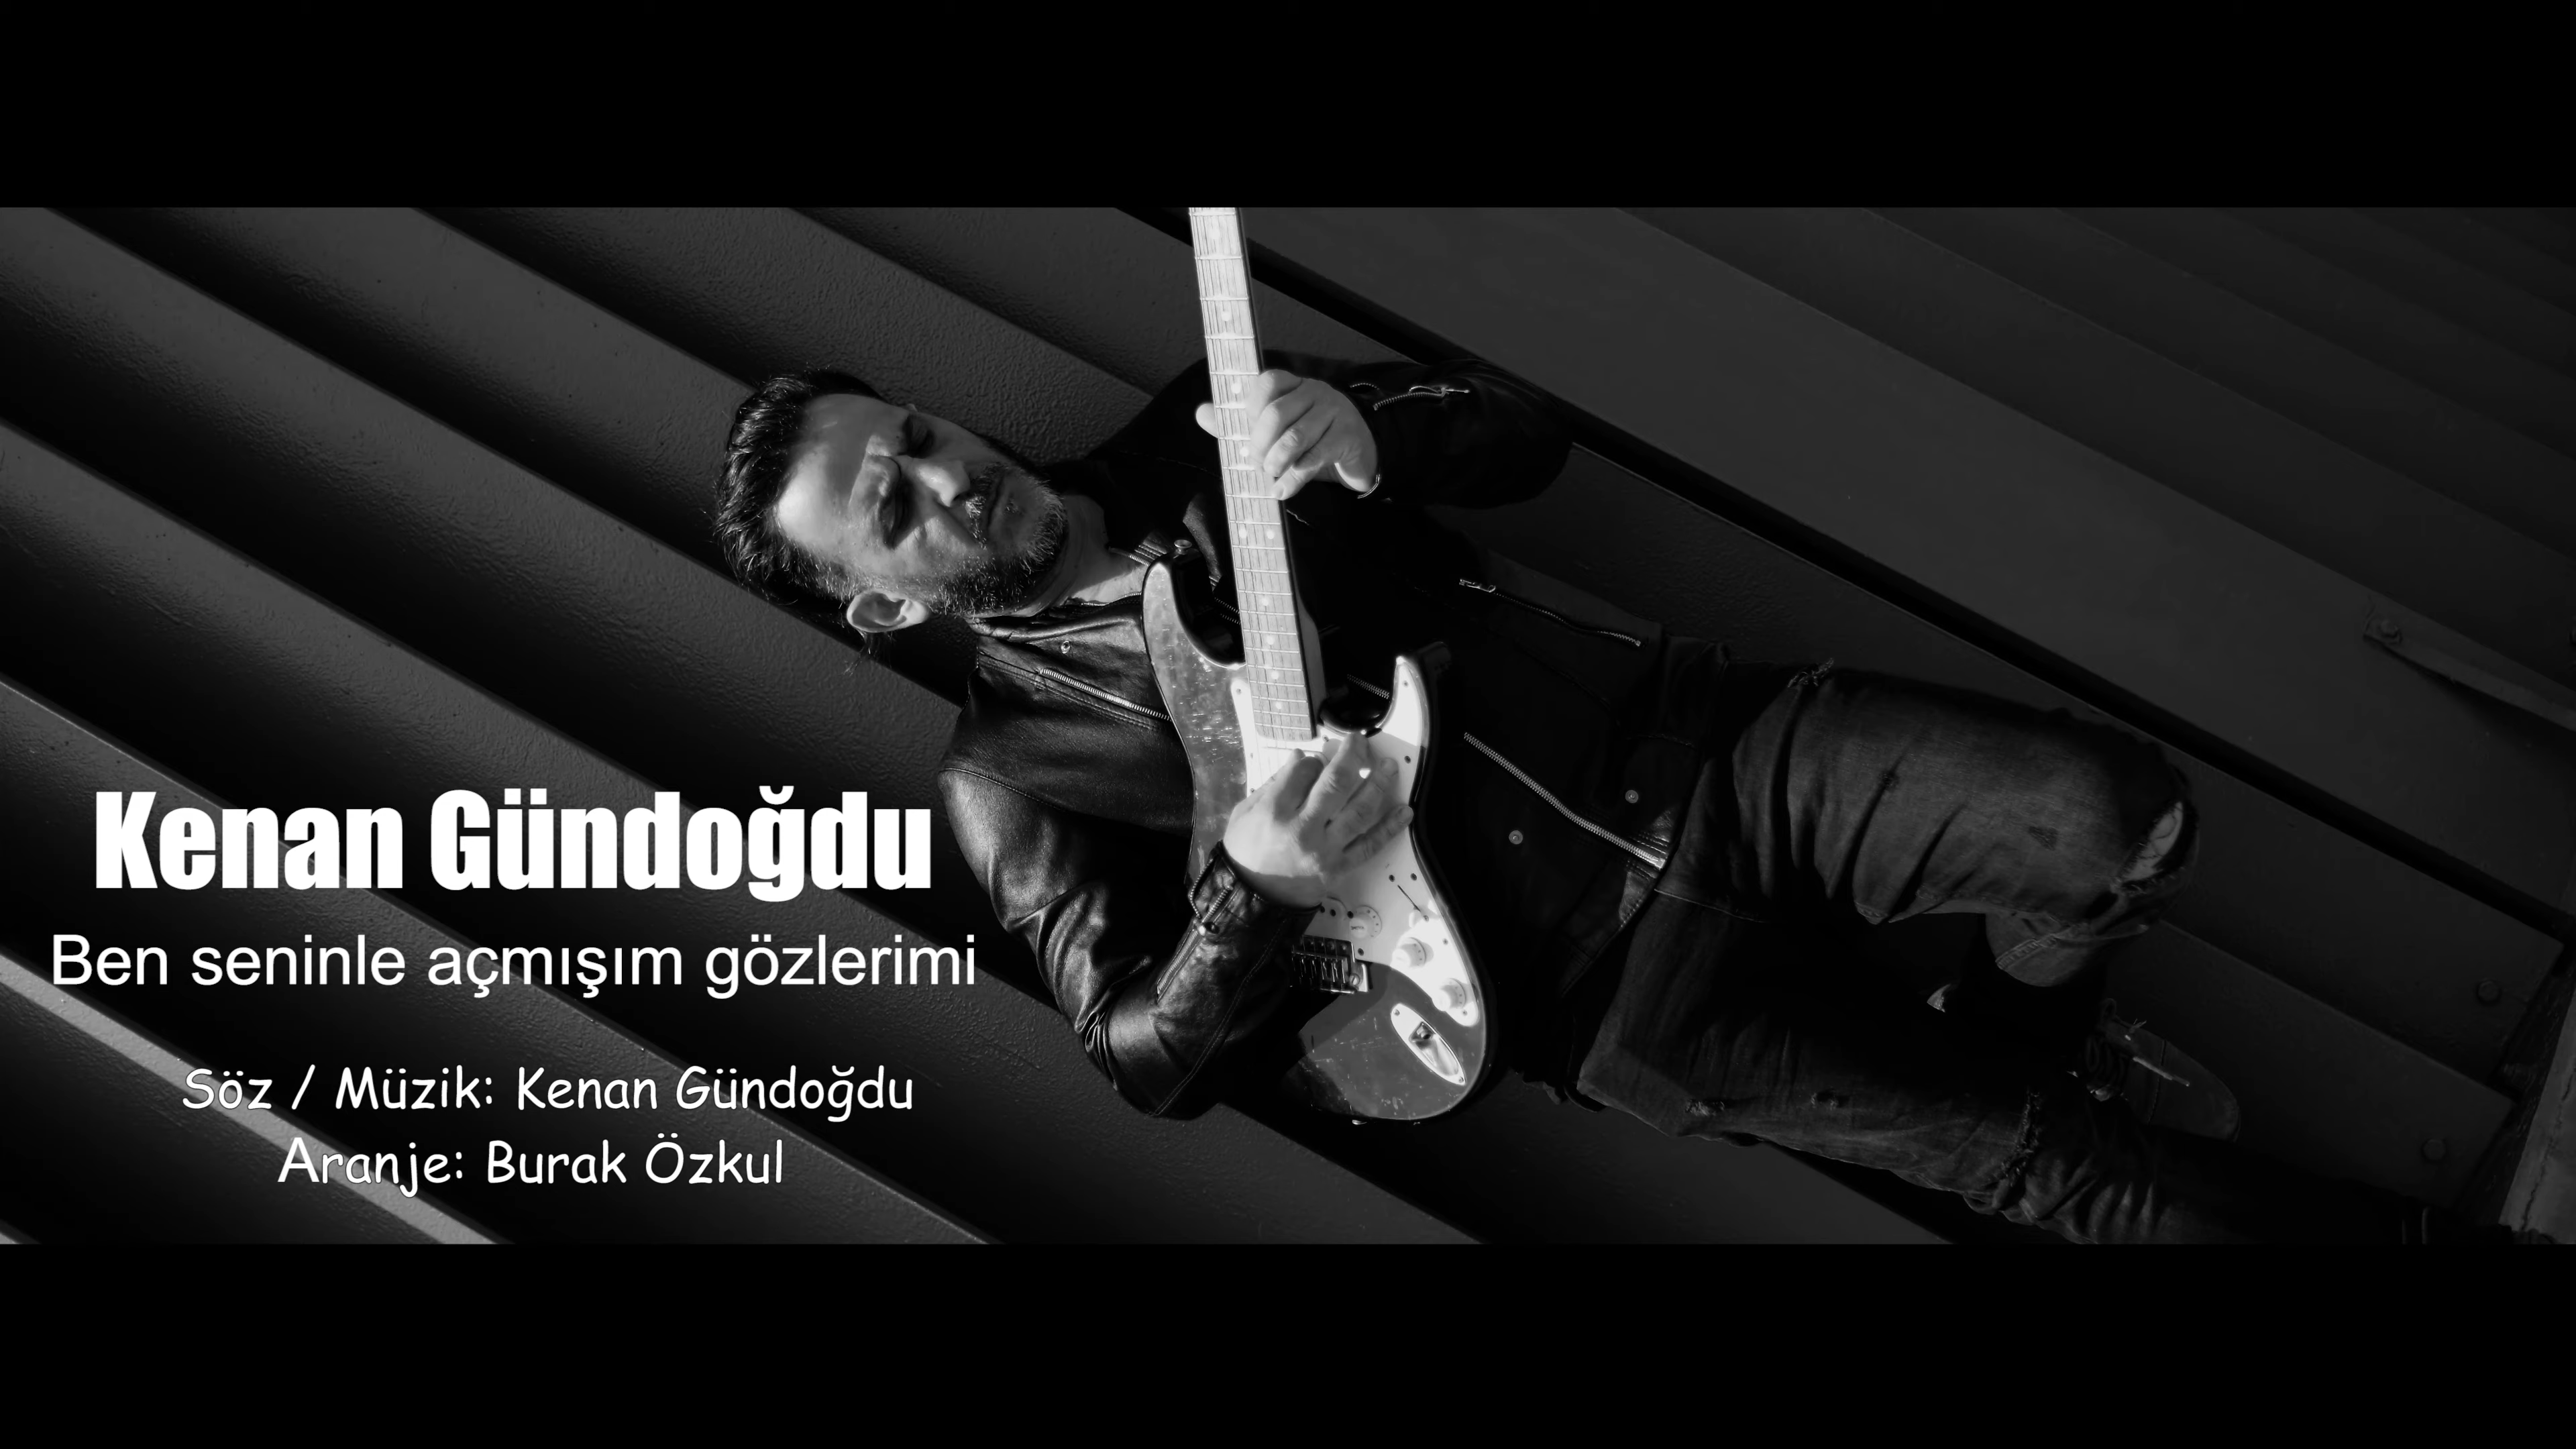 Kenan Gündoğdu
Ben seninle açmışım gözlerimi
Söz / Müzik: Kenan Gündoğdu
Aranje: Burak Özkul